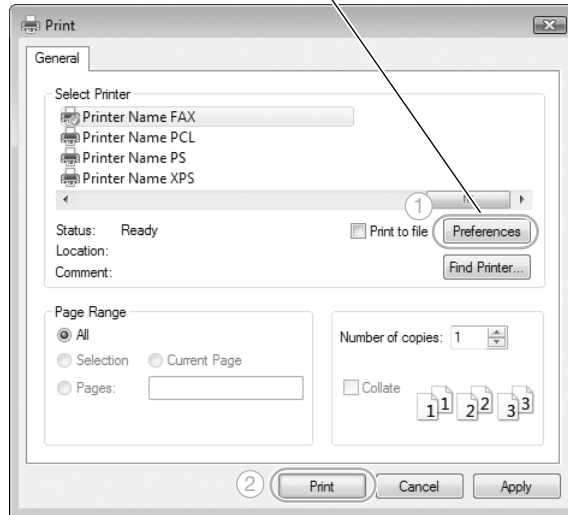 Print
General
Select Printer
Printer Name FAX
Printer Name PCL
Printer Name PS
Printer Name XPS
1
Status: Ready
Print to file
Preferences
Location:
Comment:
Find Printer...
Page Range
All
Selection
Current Page
Pages:
Number of copies: 1
Collate
1 1 2 2 3 3
2
Print
Cancel
Apply